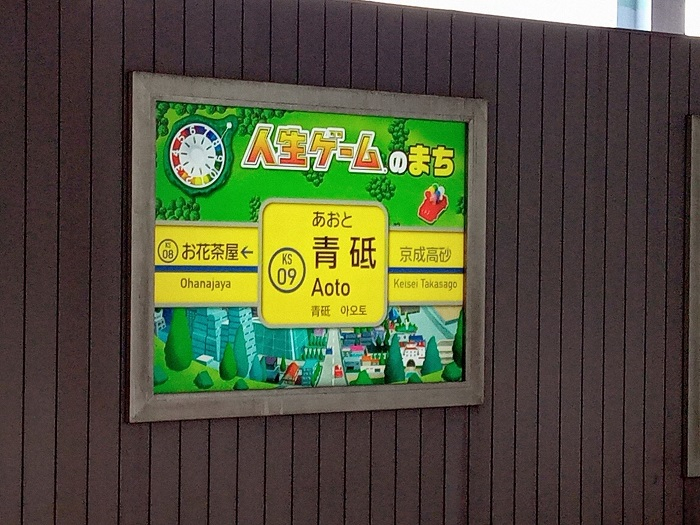 人生ゲームのまち
あおと
KS 09
青砥
Aoto
青砥 아오토
KS 08
お花茶屋←
Ohanajaya
京成高砂
Keisei Takasago